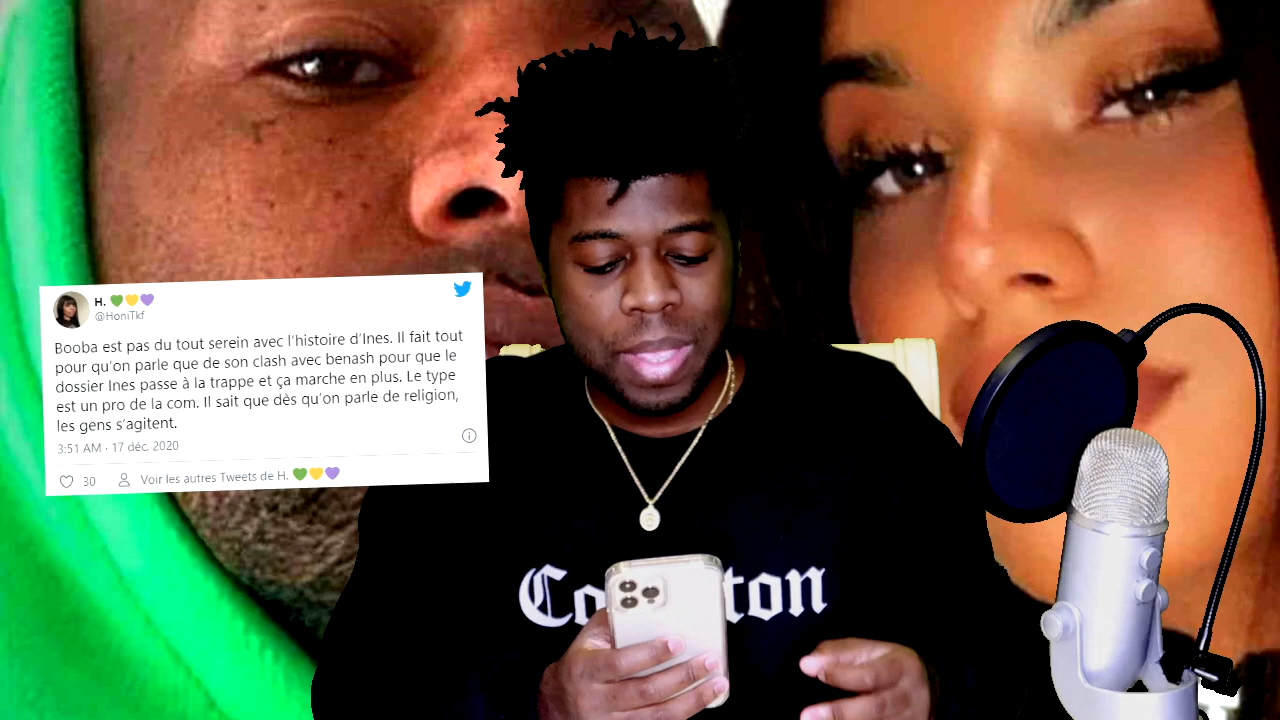 H. 💚💛💜
@HoniTkf
Booba est pas du tout serein avec l'histoire d'Ines. Il fait tout
pour qu'on parle que de son clash avec benash pour que le
dossier Ines passe à la trappe et ça marche en plus. Le type
est un pro de la com. Il sait que dès qu'on parle de religion,
les gens s'agitent.
3:51 AM · 17 déc. 2020
30 Voir les autres Tweets de H. 💚💛💜
Co ton